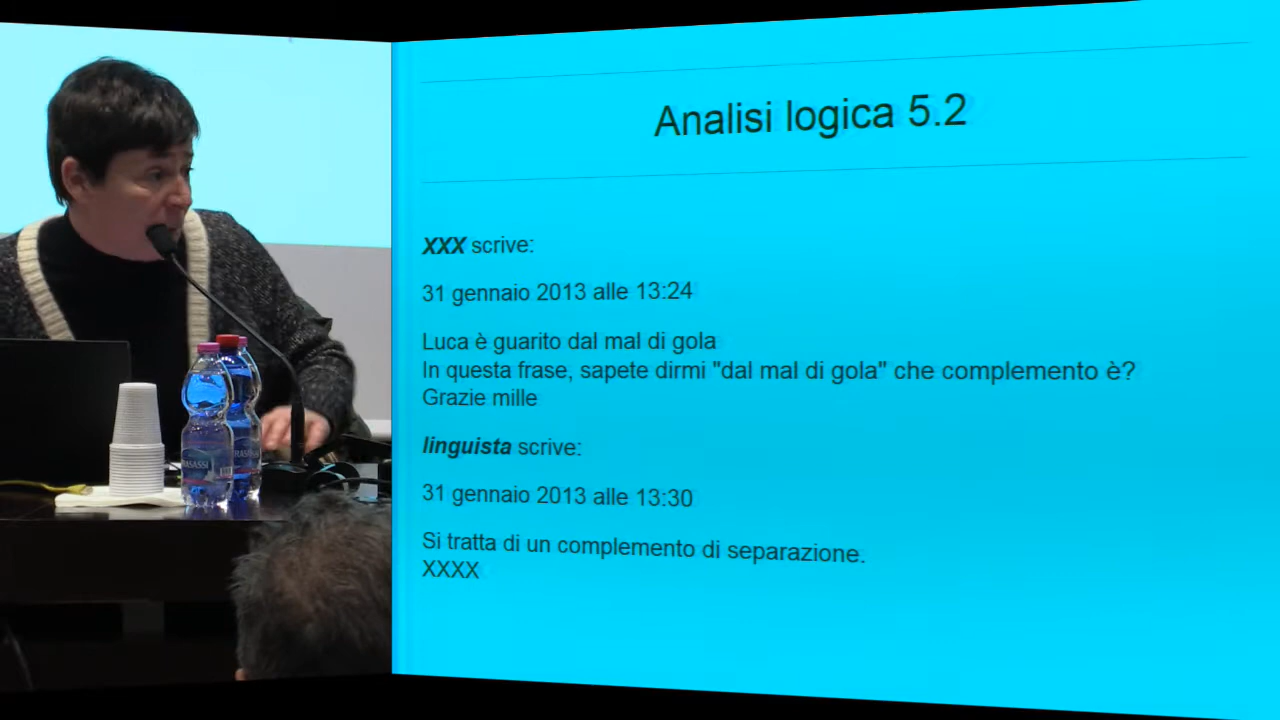 Analisi logica 5.2
XXX scrive:
31 gennaio 2013 alle 13:24
Luca è guarito dal mal di gola
In questa frase, sapete dirmi "dal mal di gola" che complemento è?
Grazie mille
linguista scrive:
31 gennaio 2013 alle 13:30
Si tratta di un complemento di separazione.
XXXX